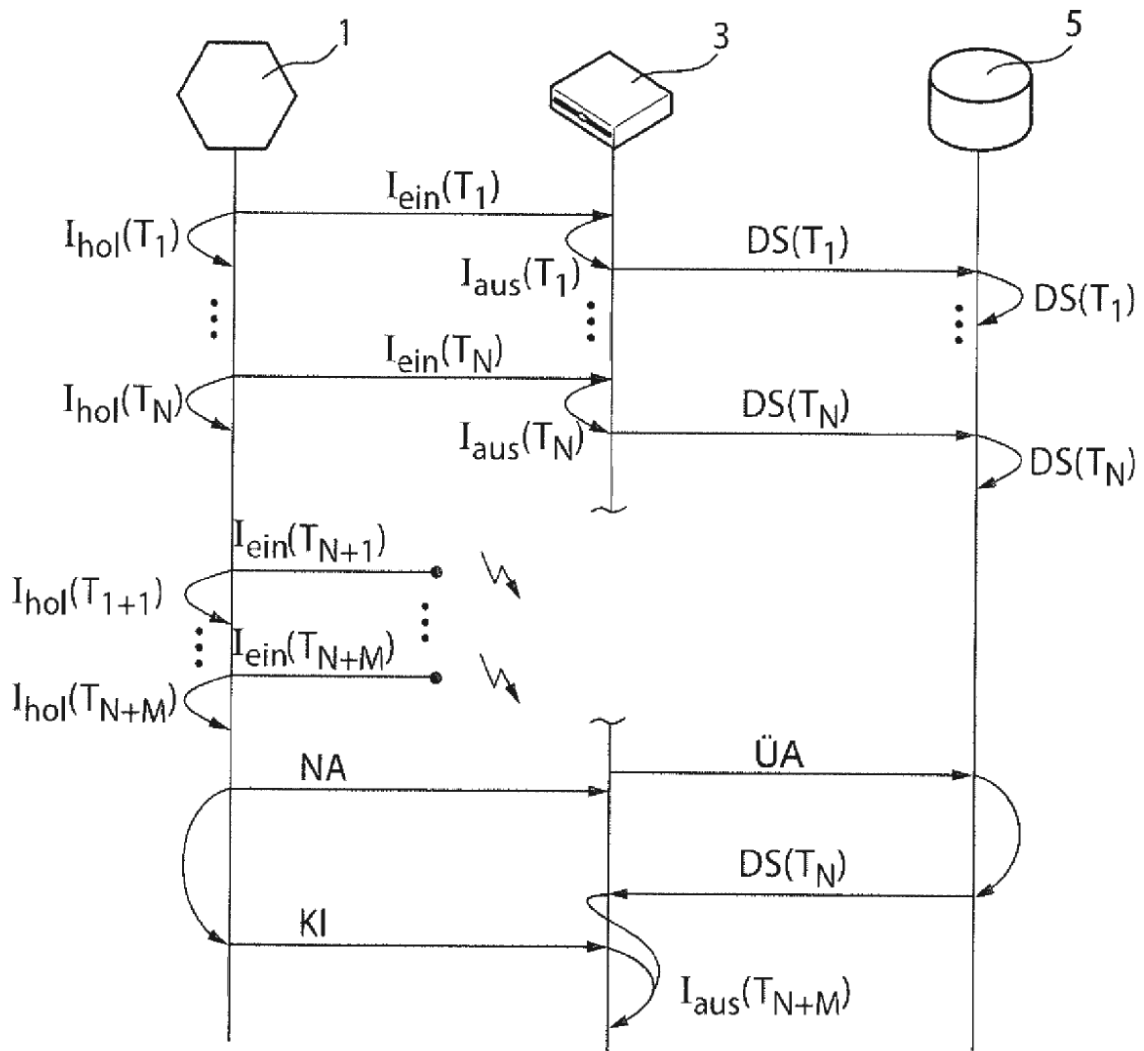 1
3
5
I_ein(T_1)
I_hol(T_1)
I_aus(T_1)
DS(T_1)
DS(T_1)
I_ein(T_N)
I_hol(T_N)
I_aus(T_N)
DS(T_N)
DS(T_N)
I_ein(T_N+1)
I_hol(T_1+1)
I_ein(T_N+M)
I_hol(T_N+M)
NA
ÜA
DS(T_N)
KI
I_aus(T_N+M)